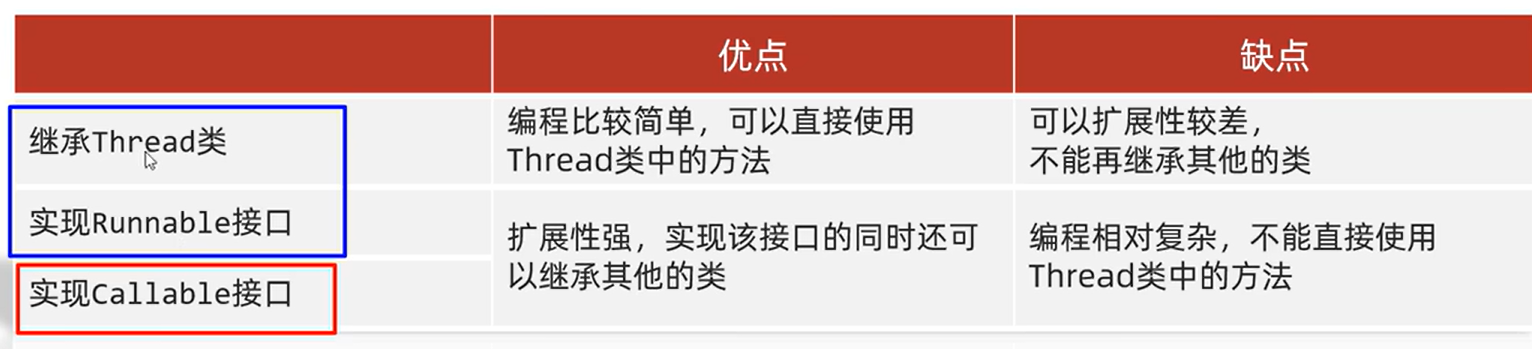 优点
缺点
继承Thread类
编程比较简单，可以直接使用
Thread类中的方法
可以扩展性较差，
不能再继承其他的类
实现Runnable接口
扩展性强，实现该接口的同时还可
以继承其他的类
编程相对复杂，不能直接使用
Thread类中的方法
实现Callable接口